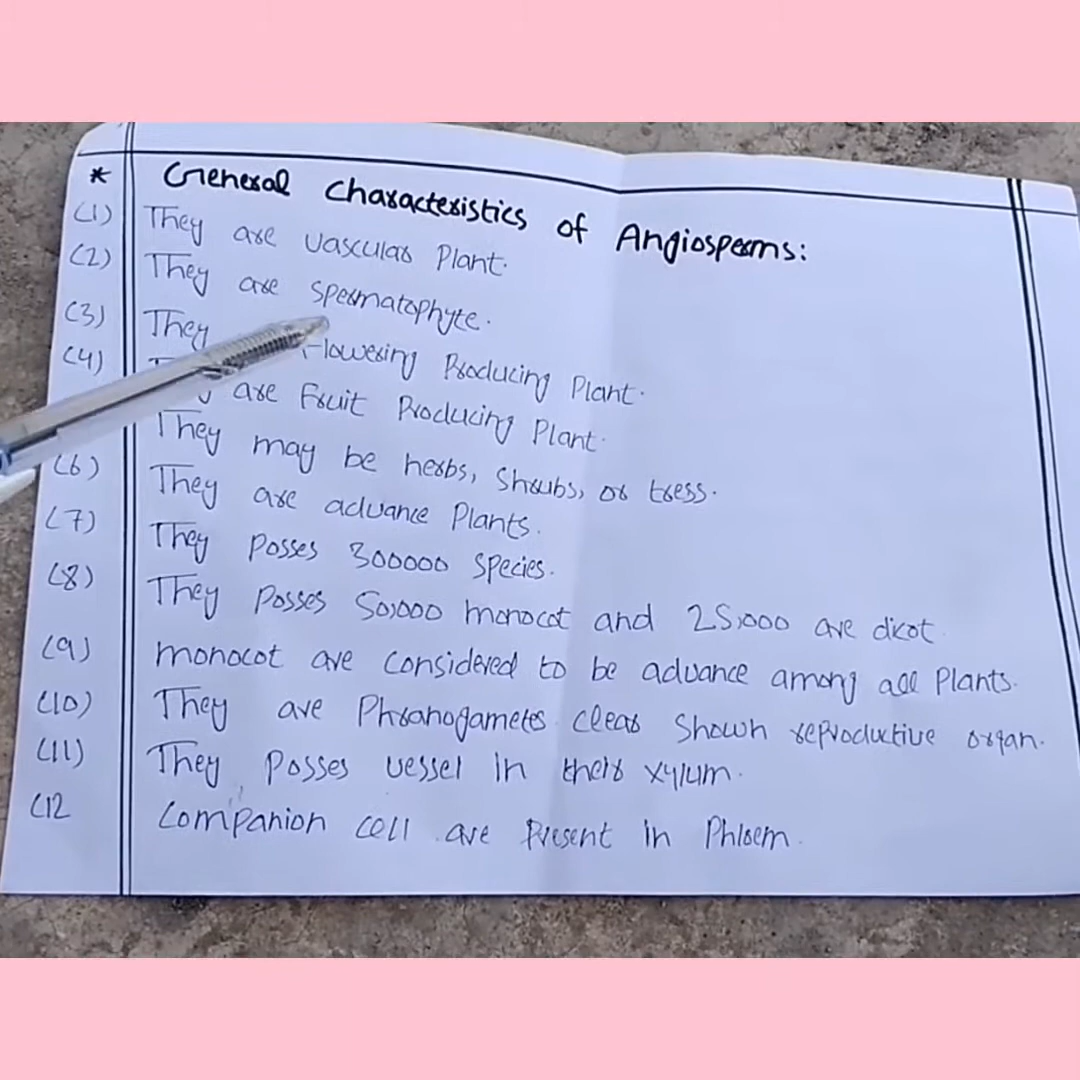 * General Characteristics of Angiosperms:
(1) They are vascular Plant.
(2) They are spermatophyte.
(3) They Flowering Producing Plant.
(4) are Fruit Producing Plant.
They may be herbs, Shrubs, or tress.
(6) They are advance Plants.
(7) They Posses 300000 species.
(8) They Posses 50,000 monocot and 25,000 are dicot.
(9) monocot are considered to be advance among all Plants.
(10) They are Phranogametes clear shown reproductive organ.
(11) They Posses vessel in their xylum.
(12 Companion cell are Present in Phloem.